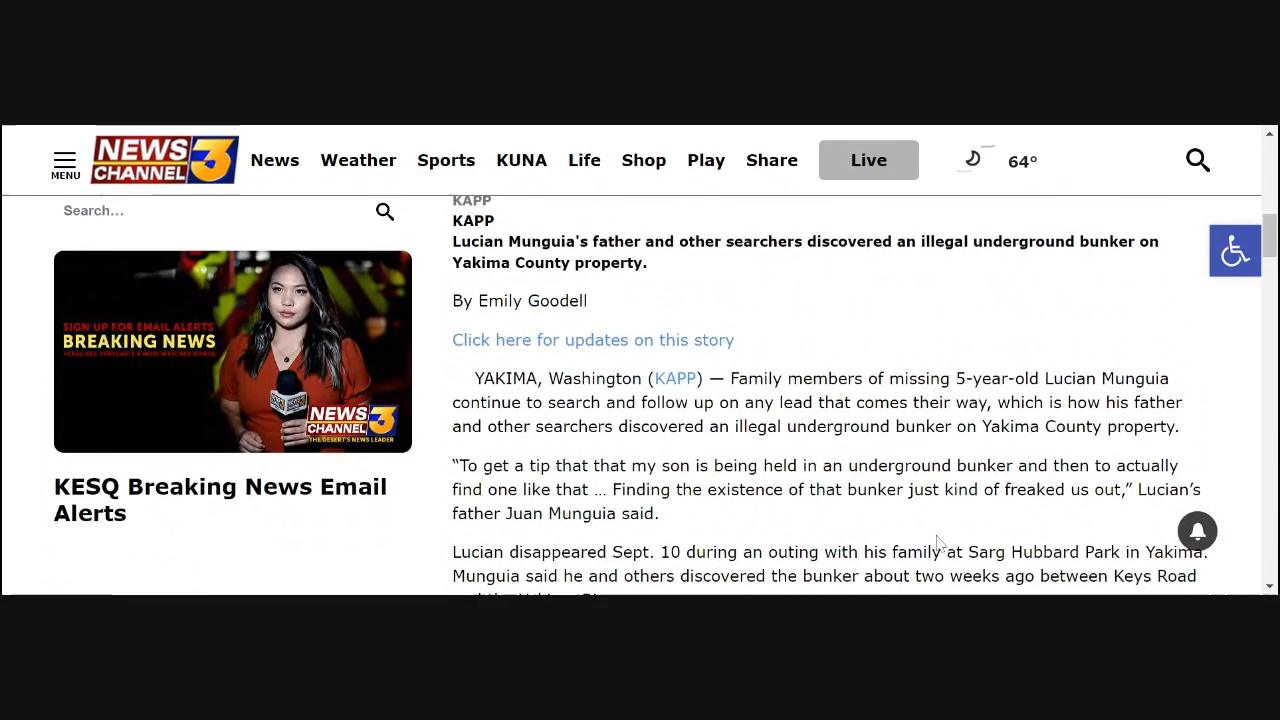 MENU
NEWS
CHANNEL 3
News Weather Sports KUNA Life Shop Play Share Live 64°
Search...
SIGN UP FOR EMAIL ALERTS
BREAKING NEWS
NEWS
CHANNEL 3
THE DESERT'S NEWS LEADER
KESQ Breaking News Email
Alerts
KAPP
KAPP
Lucian Munguia's father and other searchers discovered an illegal underground bunker on
Yakima County property.
By Emily Goodell
Click here for updates on this story
YAKIMA, Washington (KAPP) — Family members of missing 5-year-old Lucian Munguia
continue to search and follow up on any lead that comes their way, which is how his father
and other searchers discovered an illegal underground bunker on Yakima County property.
“To get a tip that that my son is being held in an underground bunker and then to actually
find one like that … Finding the existence of that bunker just kind of freaked us out,” Lucian’s
father Juan Munguia said.
Lucian disappeared Sept. 10 during an outing with his family at Sarg Hubbard Park in Yakima.
Munguia said he and others discovered the bunker about two weeks ago between Keys Road